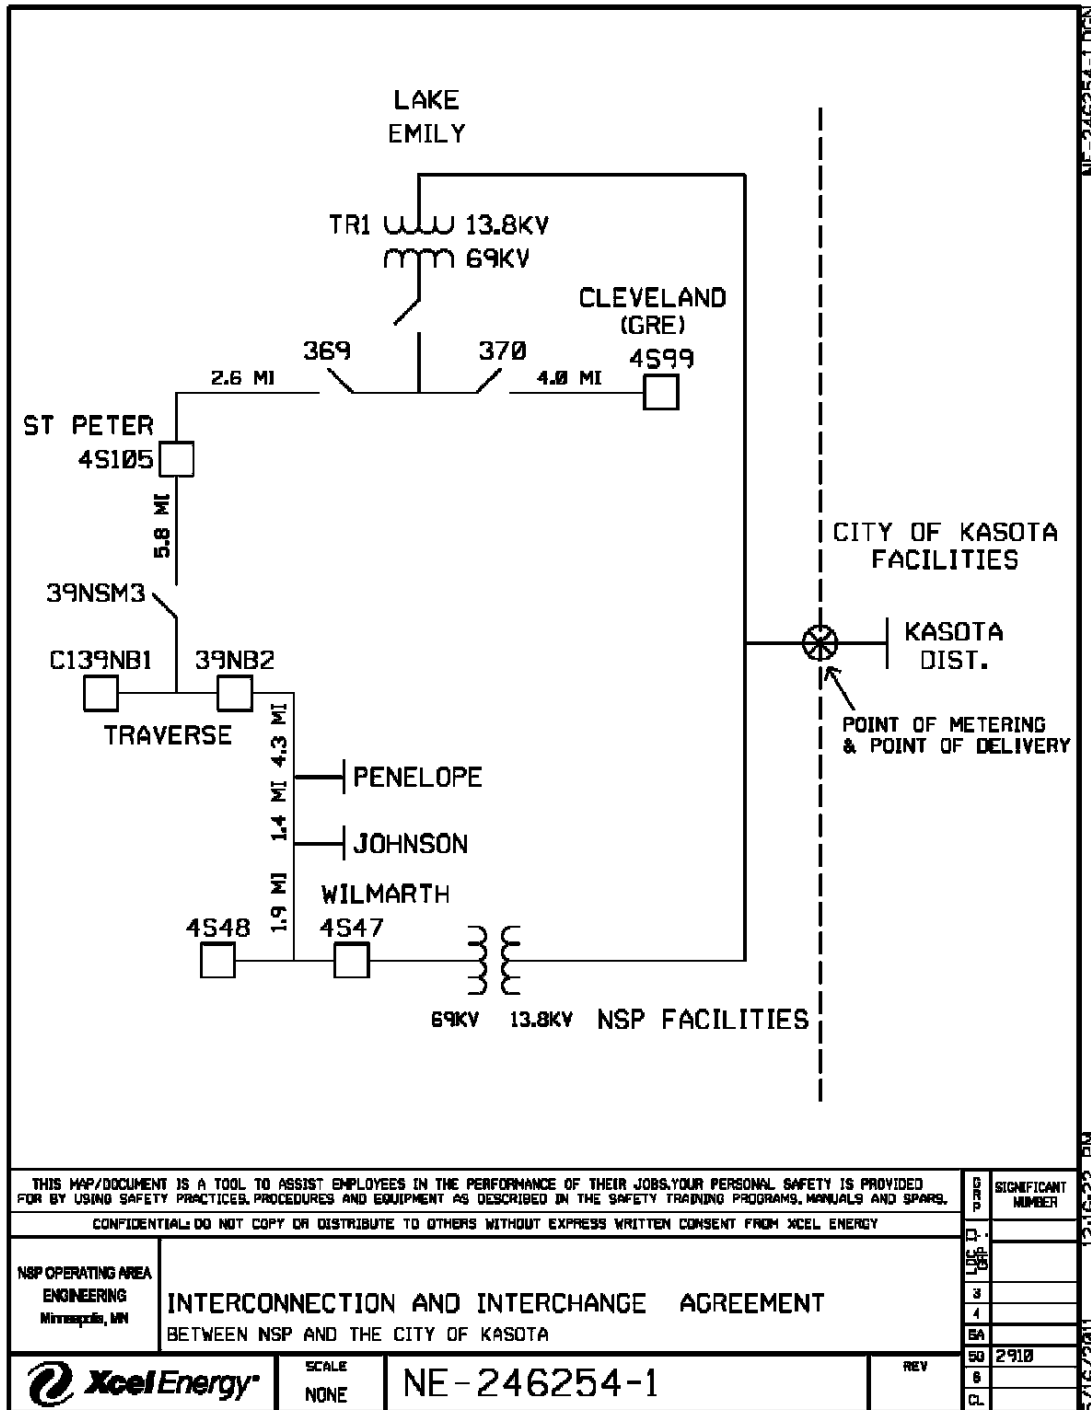 LAKE
EMILY
TR1
13.8KV
69KV
CLEVELAND
(GRE)
4S99
369
370
2.6 MI
4.0 MI
ST PETER
4S105
5.8 MI
CITY OF KASOTA
FACILITIES
39NSM3
KASOTA
DIST.
C139NB1
39NB2
TRAVERSE
POINT OF METERING
& POINT OF DELIVERY
4.3 MI
PENELOPE
1.4 MI
JOHNSON
1.9 MI
WILMARTH
4S48
4S47
69KV
13.8KV
NSP FACILITIES
THIS MAP/DOCUMENT IS A TOOL TO ASSIST EMPLOYEES IN THE PERFORMANCE OF THEIR JOBS.YOUR PERSONAL SAFETY IS PROVIDED
FOR BY USING SAFETY PRACTICES, PROCEDURES AND EQUIPMENT AS DESCRIBED IN THE SAFETY TRAINING PROGRAMS, MANUALS AND SPARS.
CONFIDENTIAL: DO NOT COPY OR DISTRIBUTE TO OTHERS WITHOUT EXPRESS WRITTEN CONSENT FROM XCEL ENERGY
GRP
SIGNIFICANT
NUMBER
3
4
5A
5G
2910
6
CL
NSP OPERATING AREA
ENGINEERING
Minneapolis, MN
INTERCONNECTION AND INTERCHANGE AGREEMENT
BETWEEN NSP AND THE CITY OF KASOTA
Xcel Energy
SCALE
NONE
NE-246254-1
REV
NE-246254-1.DGN